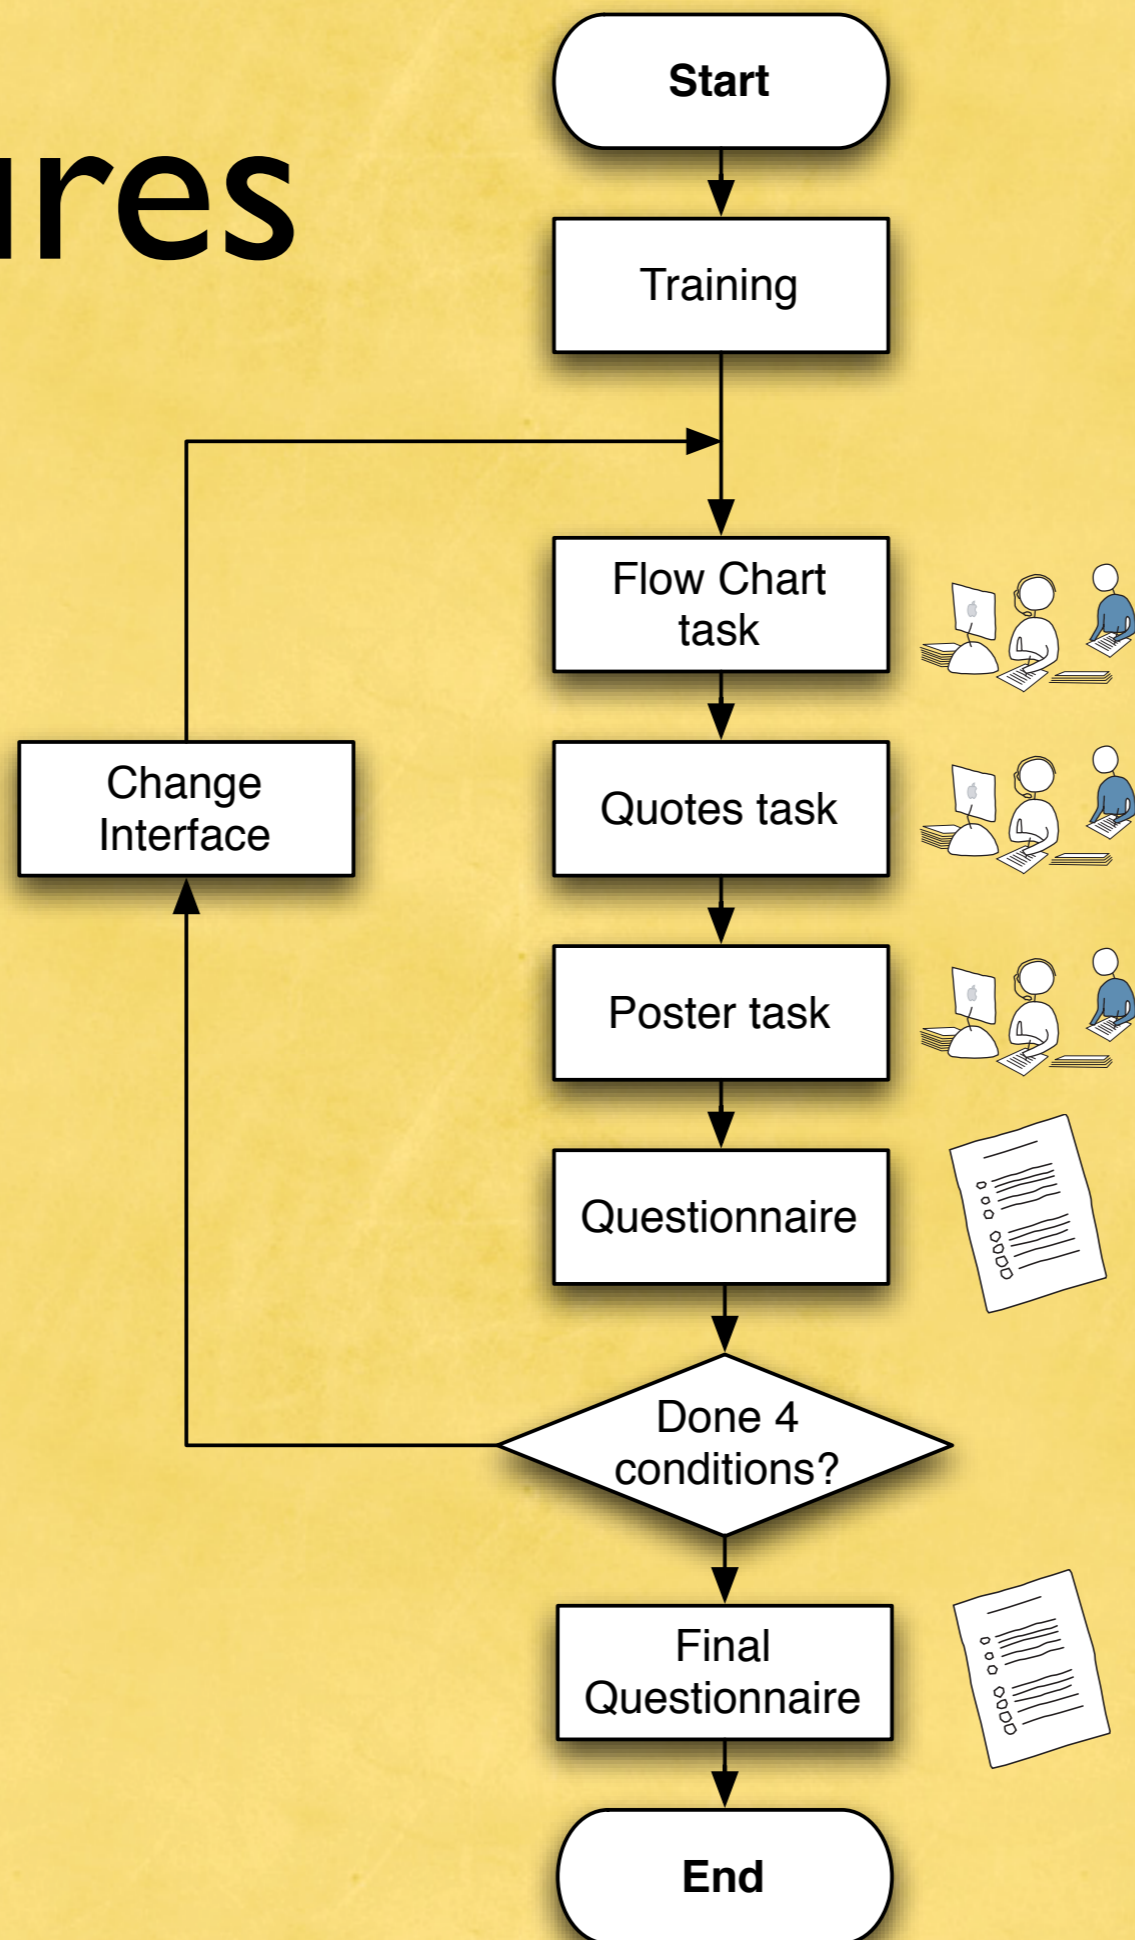 ures
Start
Training
Flow Chart
task
Change
Interface
Quotes task
Poster task
Questionnaire
Done 4
conditions?
Final
Questionnaire
End